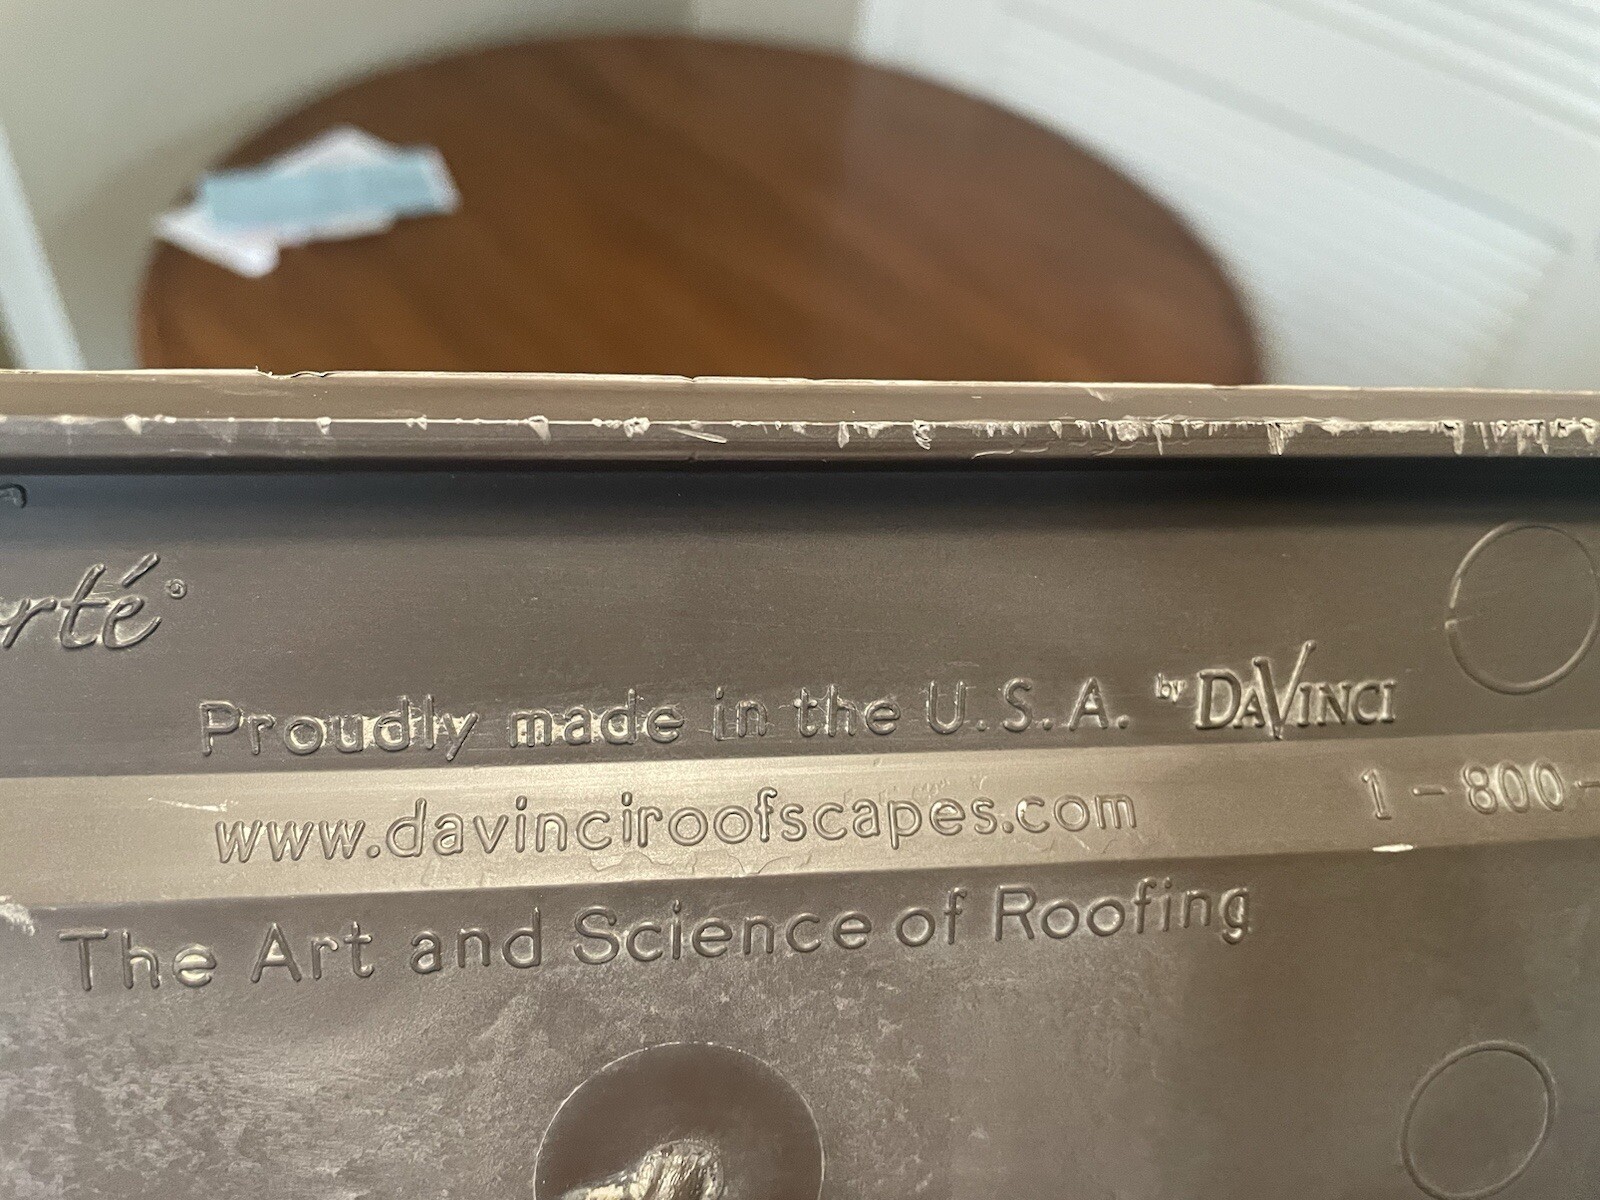 rté®
Proudly made in the U.S.A. by DAVINCI
www.davinciroofscapes.com
1-800-
The Art and Science of Roofing